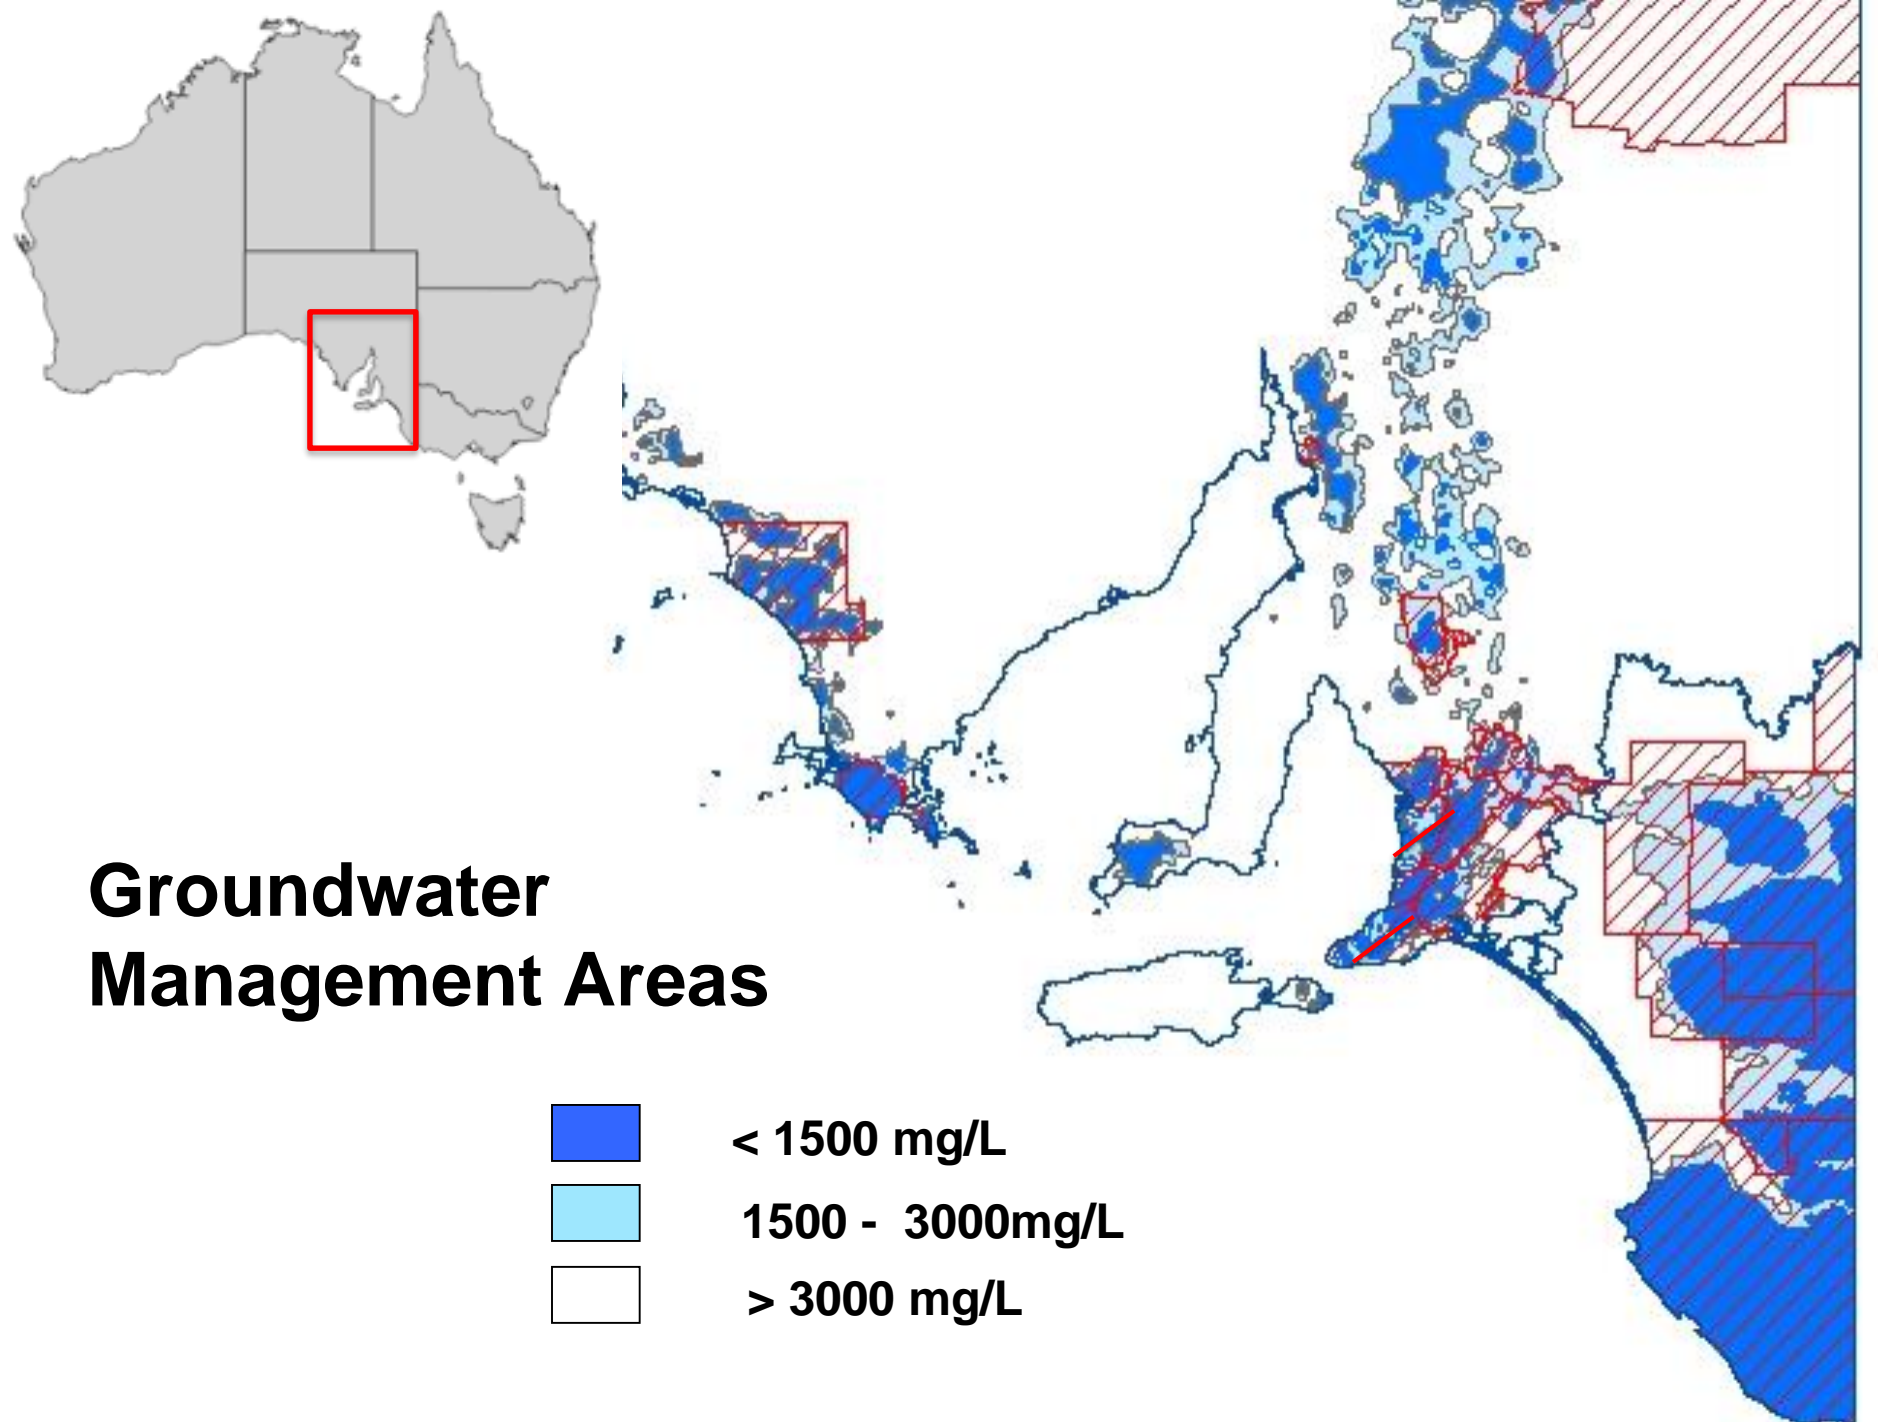 Groundwater
Management Areas
< 1500 mg/L
1500 - 3000mg/L
> 3000 mg/L